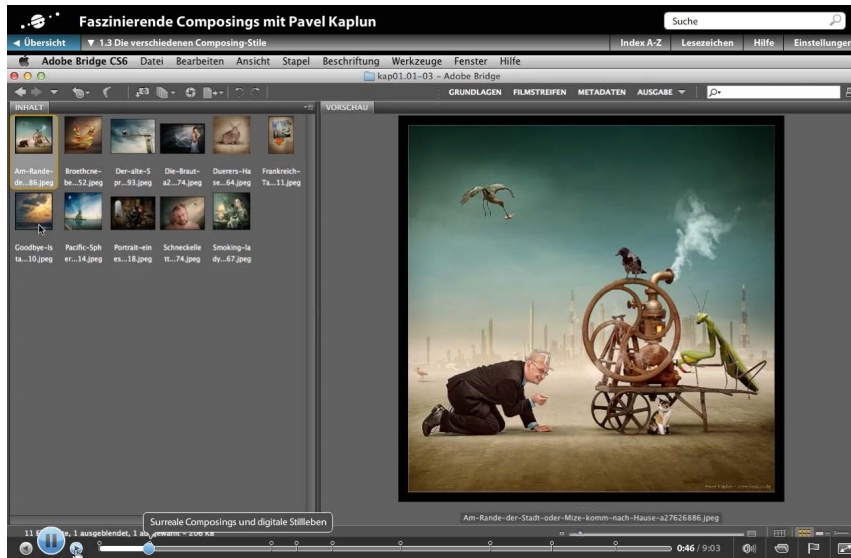 Faszinierende Composings mit Pavel Kaplun
Suche
◄ Übersicht ▼ 1.3 Die verschiedenen Composing-Stile Index A-Z Lesezeichen Hilfe Einstellungen
Adobe Bridge CS6 Datei Bearbeiten Ansicht Stapel Beschriftung Werkzeuge Fenster Hilfe
kap01.01-03 – Adobe Bridge
GRUNDLAGEN FILMSTREIFEN METADATEN AUSGABE
INHALT
VORSCHAU
Am-Rande- Broethcne- Der-alte-S Die-Braut- Duerers-Ha Frankreich-
de...86.jpeg be...52.jpeg pr...93.jpeg a2...74.jpeg se...64.jpeg Ta...11.jpeg
Goodbye-Is Pacific-Sph Portrait-ein Schneckelle Smoking-la
ta...10.jpeg er...14.jpeg es...18.jpeg tt...74.jpeg dy...67.jpeg
Am-Rande-der-Stadt-oder-Mize-komm-nach-Hause-a27626886.jpeg
Surreale Composings und digitale Stillleben
1 ausgeblendet, 1
0:46 / 9:03